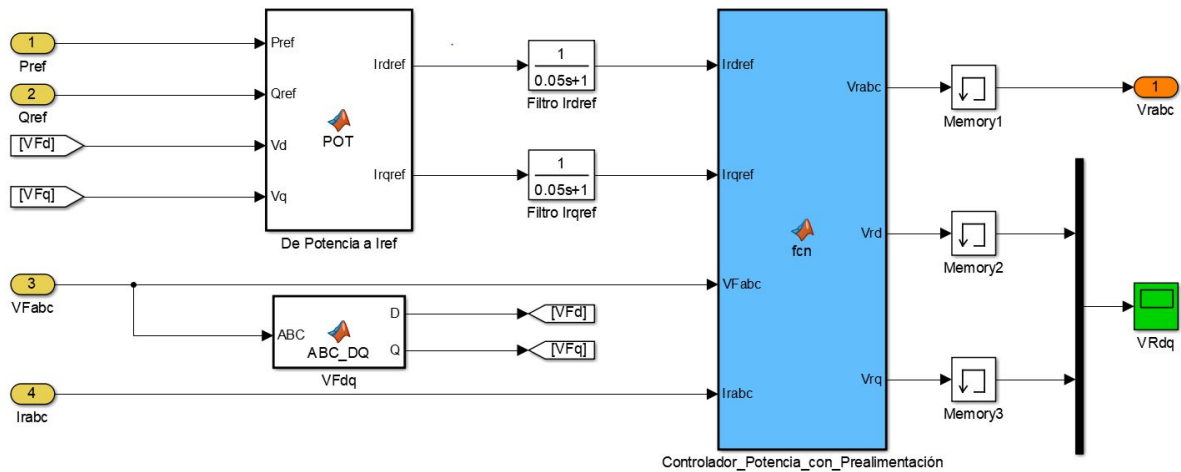 1
Pref
2
Qref
[VFd]
[VFq]
Pref
Qref
Vd
Vq
POT
Irdref
Irqref
De Potencia a Iref
1
0.05s+1
Filtro Irdref
1
0.05s+1
Filtro Irqref
3
VFabc
ABC
ABC_DQ
D
Q
VFdq
[VFd]
[VFq]
4
Irabc
Irdref
Irqref
VFabc
Irabc
fcn
Vrabc
Vrd
Vrq
Controlador_Potencia_con_Prealimentación
Memory1
Memory2
Memory3
1
Vrabc
VRdq